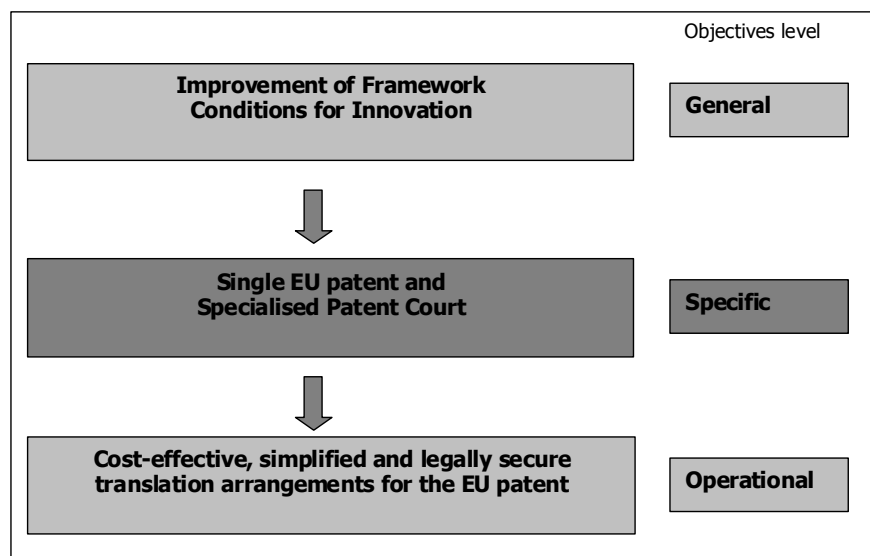 Objectives level
Improvement of Framework
Conditions for Innovation
General
Single EU patent and
Specialised Patent Court
Specific
Cost-effective, simplified and legally secure
translation arrangements for the EU patent
Operational